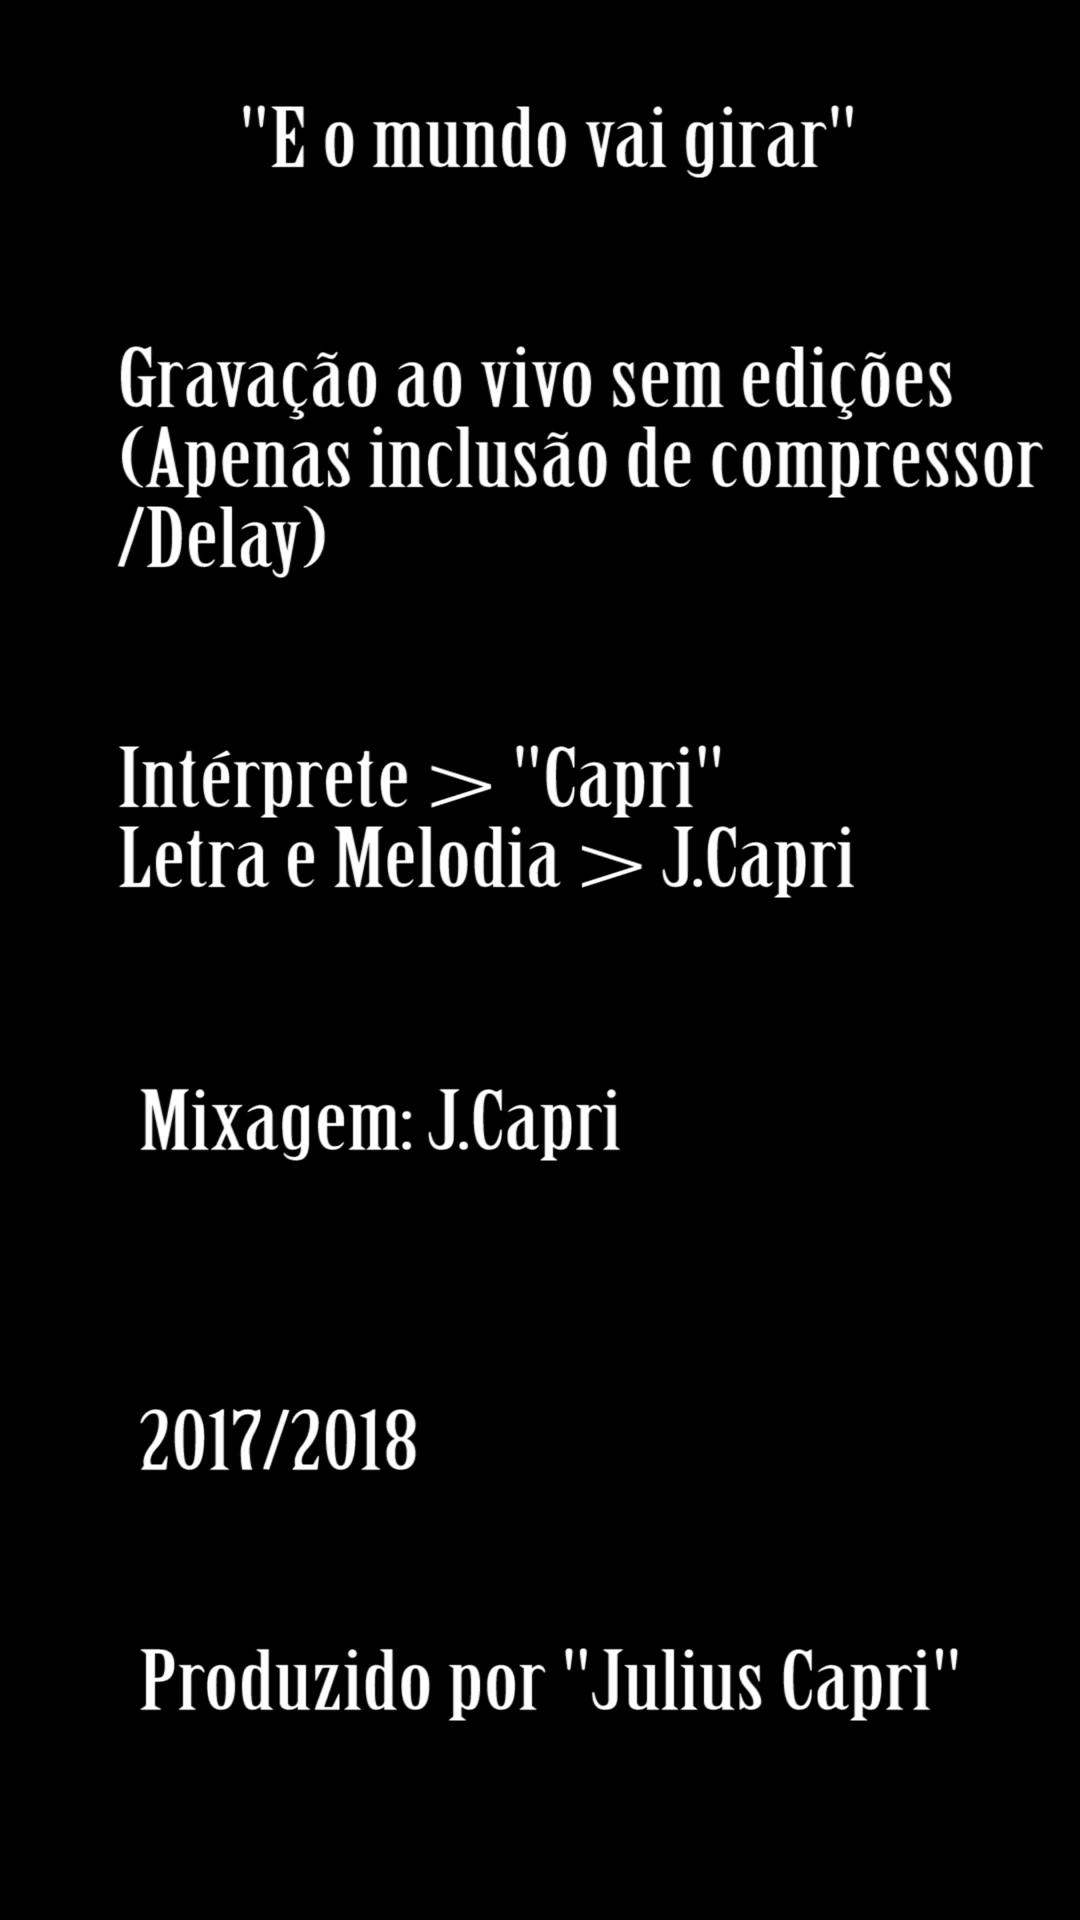 "E o mundo vai girar"
Gravação ao vivo sem edições
(Apenas inclusão de compressor
/Delay)
Intérprete > "Capri"
Letra e Melodia > J.Capri
Mixagem: J.Capri
2017/2018
Produzido por "Julius Capri"